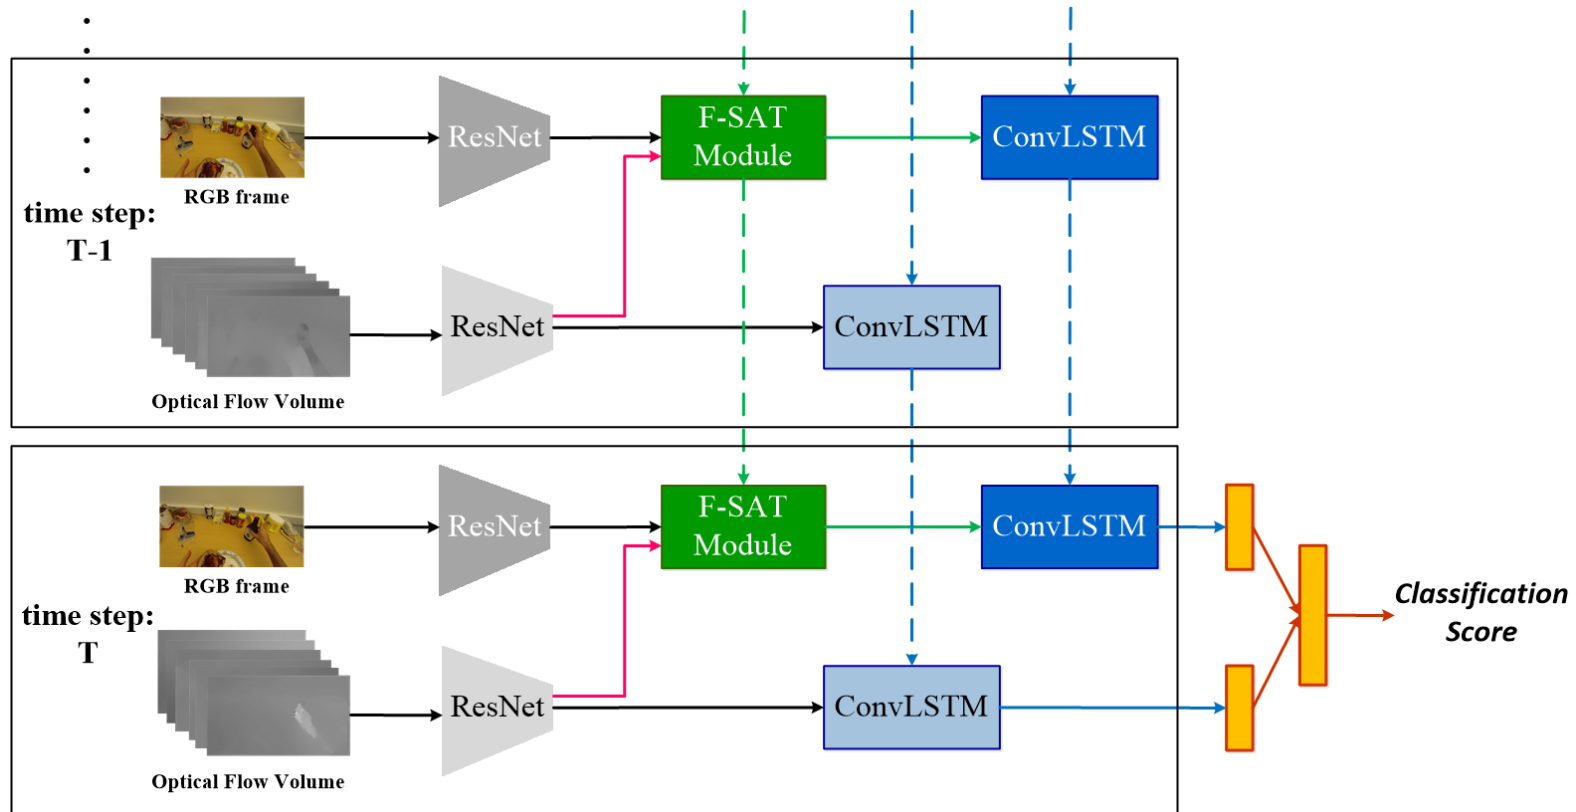 ResNet
F-SAT
Module
ConvLSTM
RGB frame
time step:
T-1
ResNet
ConvLSTM
Optical Flow Volume
ResNet
F-SAT
Module
ConvLSTM
RGB frame
time step:
T
ResNet
ConvLSTM
Optical Flow Volume
Classification
Score